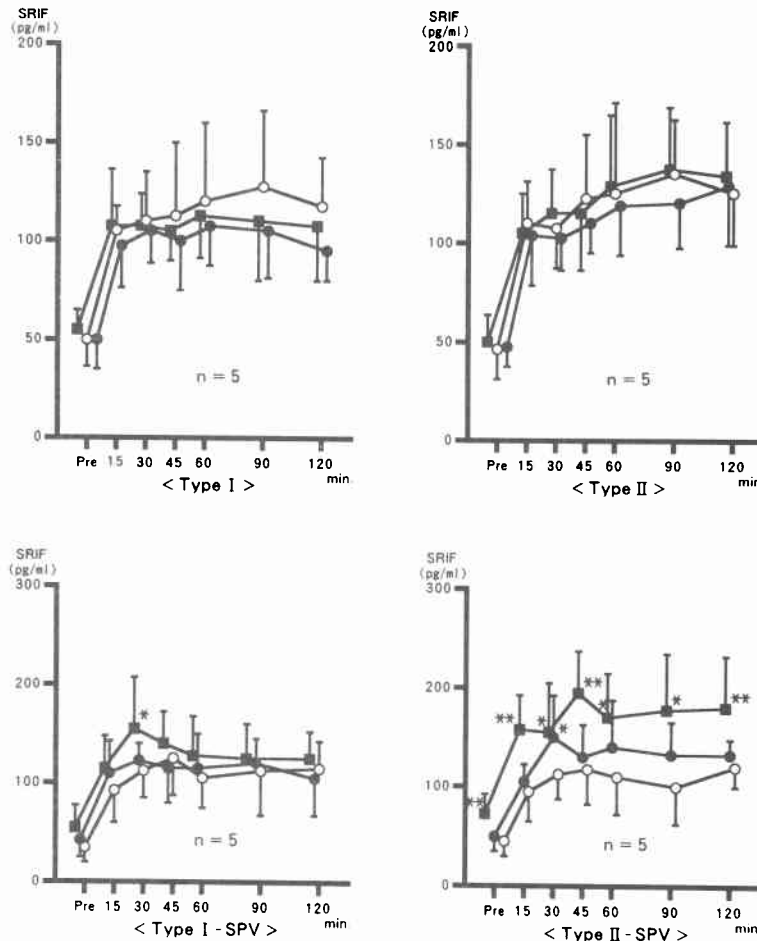 SRIF
(pg/ml)
200
150
100
50
0
n = 5
Pre 15 30 45 60 90 120
min.
< Type I >
SRIF
(pg/ml)
200
150
100
50
0
n = 5
Pre 15 30 45 60 90 120
min
< Type II >
SRIF
(pg/ml)
300
200
100
0
*
n = 5
Pre 15 30 45 60 90 120
min
< Type I - SPV >
SRIF
(pg/ml)
300
200
100
0
** ** * * ** * * **
n = 5
Pre 15 30 45 60 90 120
min
< Type II - SPV >